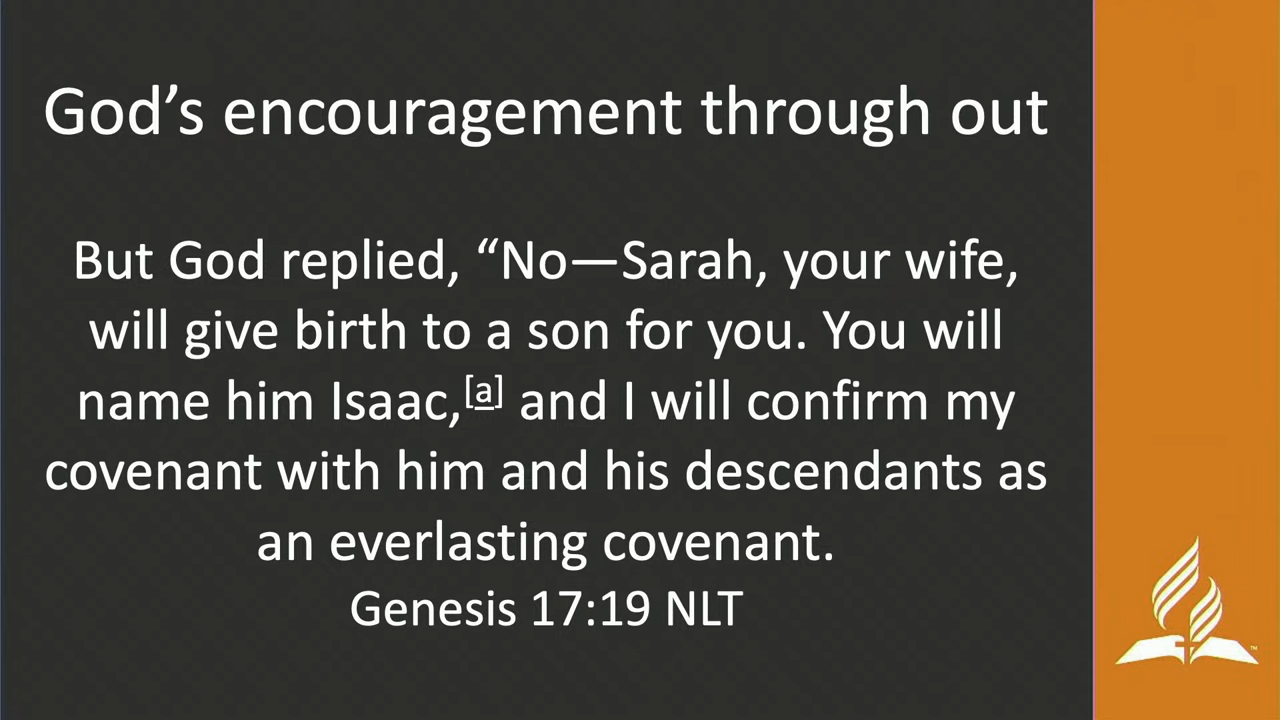 God’s encouragement through out
But God replied, “No—Sarah, your wife,
will give birth to a son for you. You will
name him Isaac,[a] and I will confirm my
covenant with him and his descendants as
an everlasting covenant.
Genesis 17:19 NLT
™